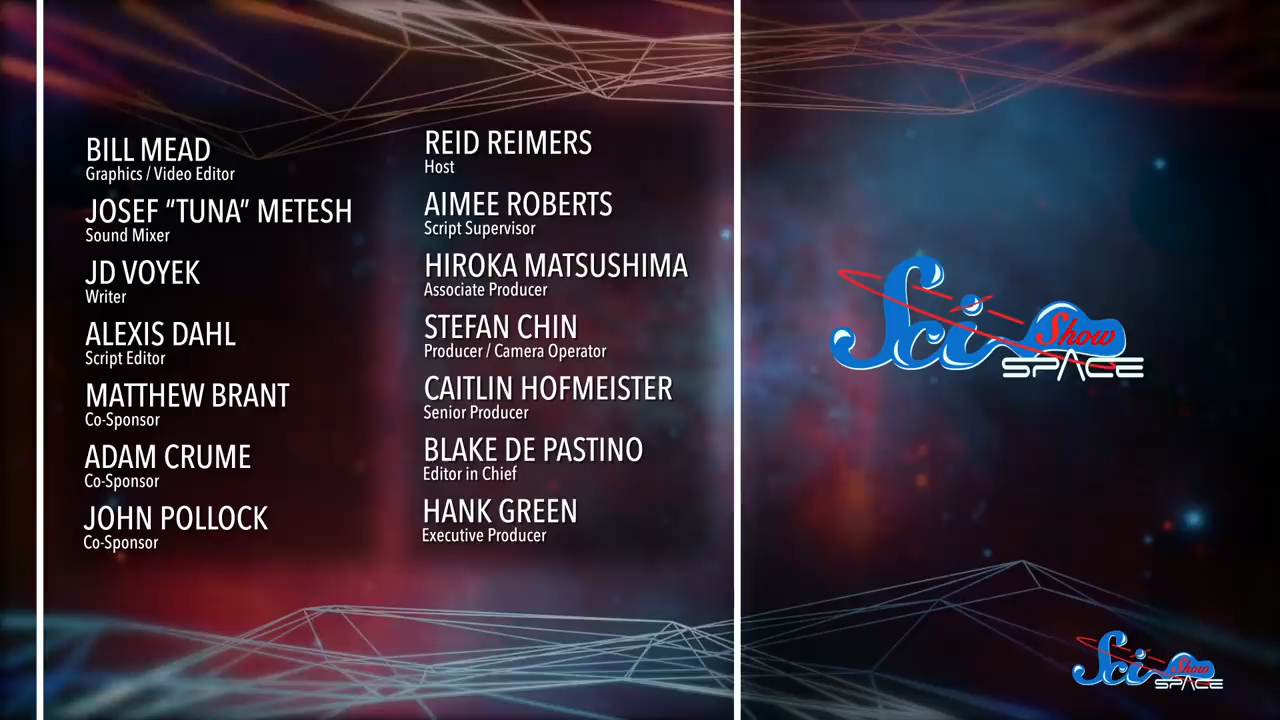 BILL MEAD
Graphics / Video Editor
JOSEF “TUNA” METESH
Sound Mixer
JD VOYEK
Writer
ALEXIS DAHL
Script Editor
MATTHEW BRANT
Co-Sponsor
ADAM CRUME
Co-Sponsor
JOHN POLLOCK
Co-Sponsor
REID REIMERS
Host
AIMEE ROBERTS
Script Supervisor
HIROKA MATSUSHIMA
Associate Producer
STEFAN CHIN
Producer / Camera Operator
CAITLIN HOFMEISTER
Senior Producer
BLAKE DE PASTINO
Editor in Chief
HANK GREEN
Executive Producer
Sci Show
SPACE
Sci Show
SPACE